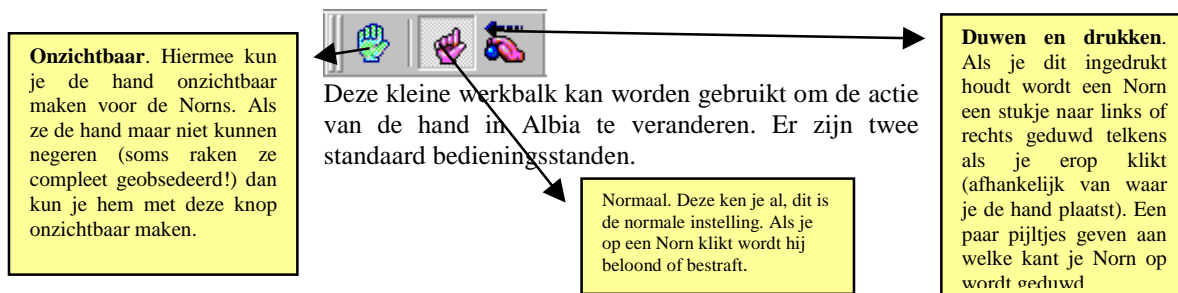 Onzichtbaar. Hiermee kun
je de hand onzichtbaar
maken voor de Norns. Als
ze de hand maar niet kunnen
negeren (soms raken ze
compleet geobsedeerd!) dan
kun je hem met deze knop
onzichtbaar maken.
Deze kleine werkbalk kan worden gebruikt om de actie
van de hand in Albia te veranderen. Er zijn twee
standaard bedieningsstanden.
Normaal. Deze ken je al, dit is
de normale instelling. Als je
op een Norn klikt wordt hij
beloond of bestraft.
Duwen en drukken.
Als je dit ingedrukt
houdt wordt een Norn
een stukje naar links of
rechts geduwd telkens
als je erop klikt
(afhankelijk van waar
je de hand plaatst). Een
paar pijltjes geven aan
welke kant je Norn op
wordt geduwd